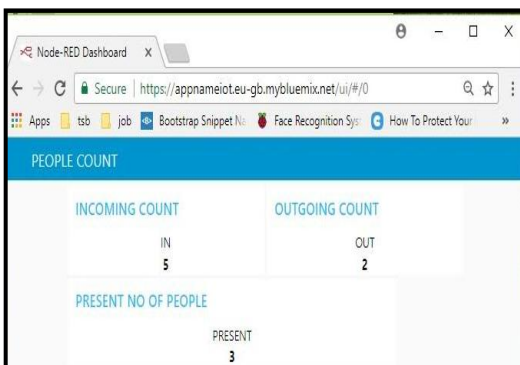 Node-RED Dashboard
Secure | https://appnameiot.eu-gb.mybluemix.net/ui/#/0
Apps tsb job Bootstrap Snippet Na Face Recognition Sys How To Protect Your »
PEOPLE COUNT
INCOMING COUNT OUTGOING COUNT
IN OUT
5 2
PRESENT NO OF PEOPLE
PRESENT
3